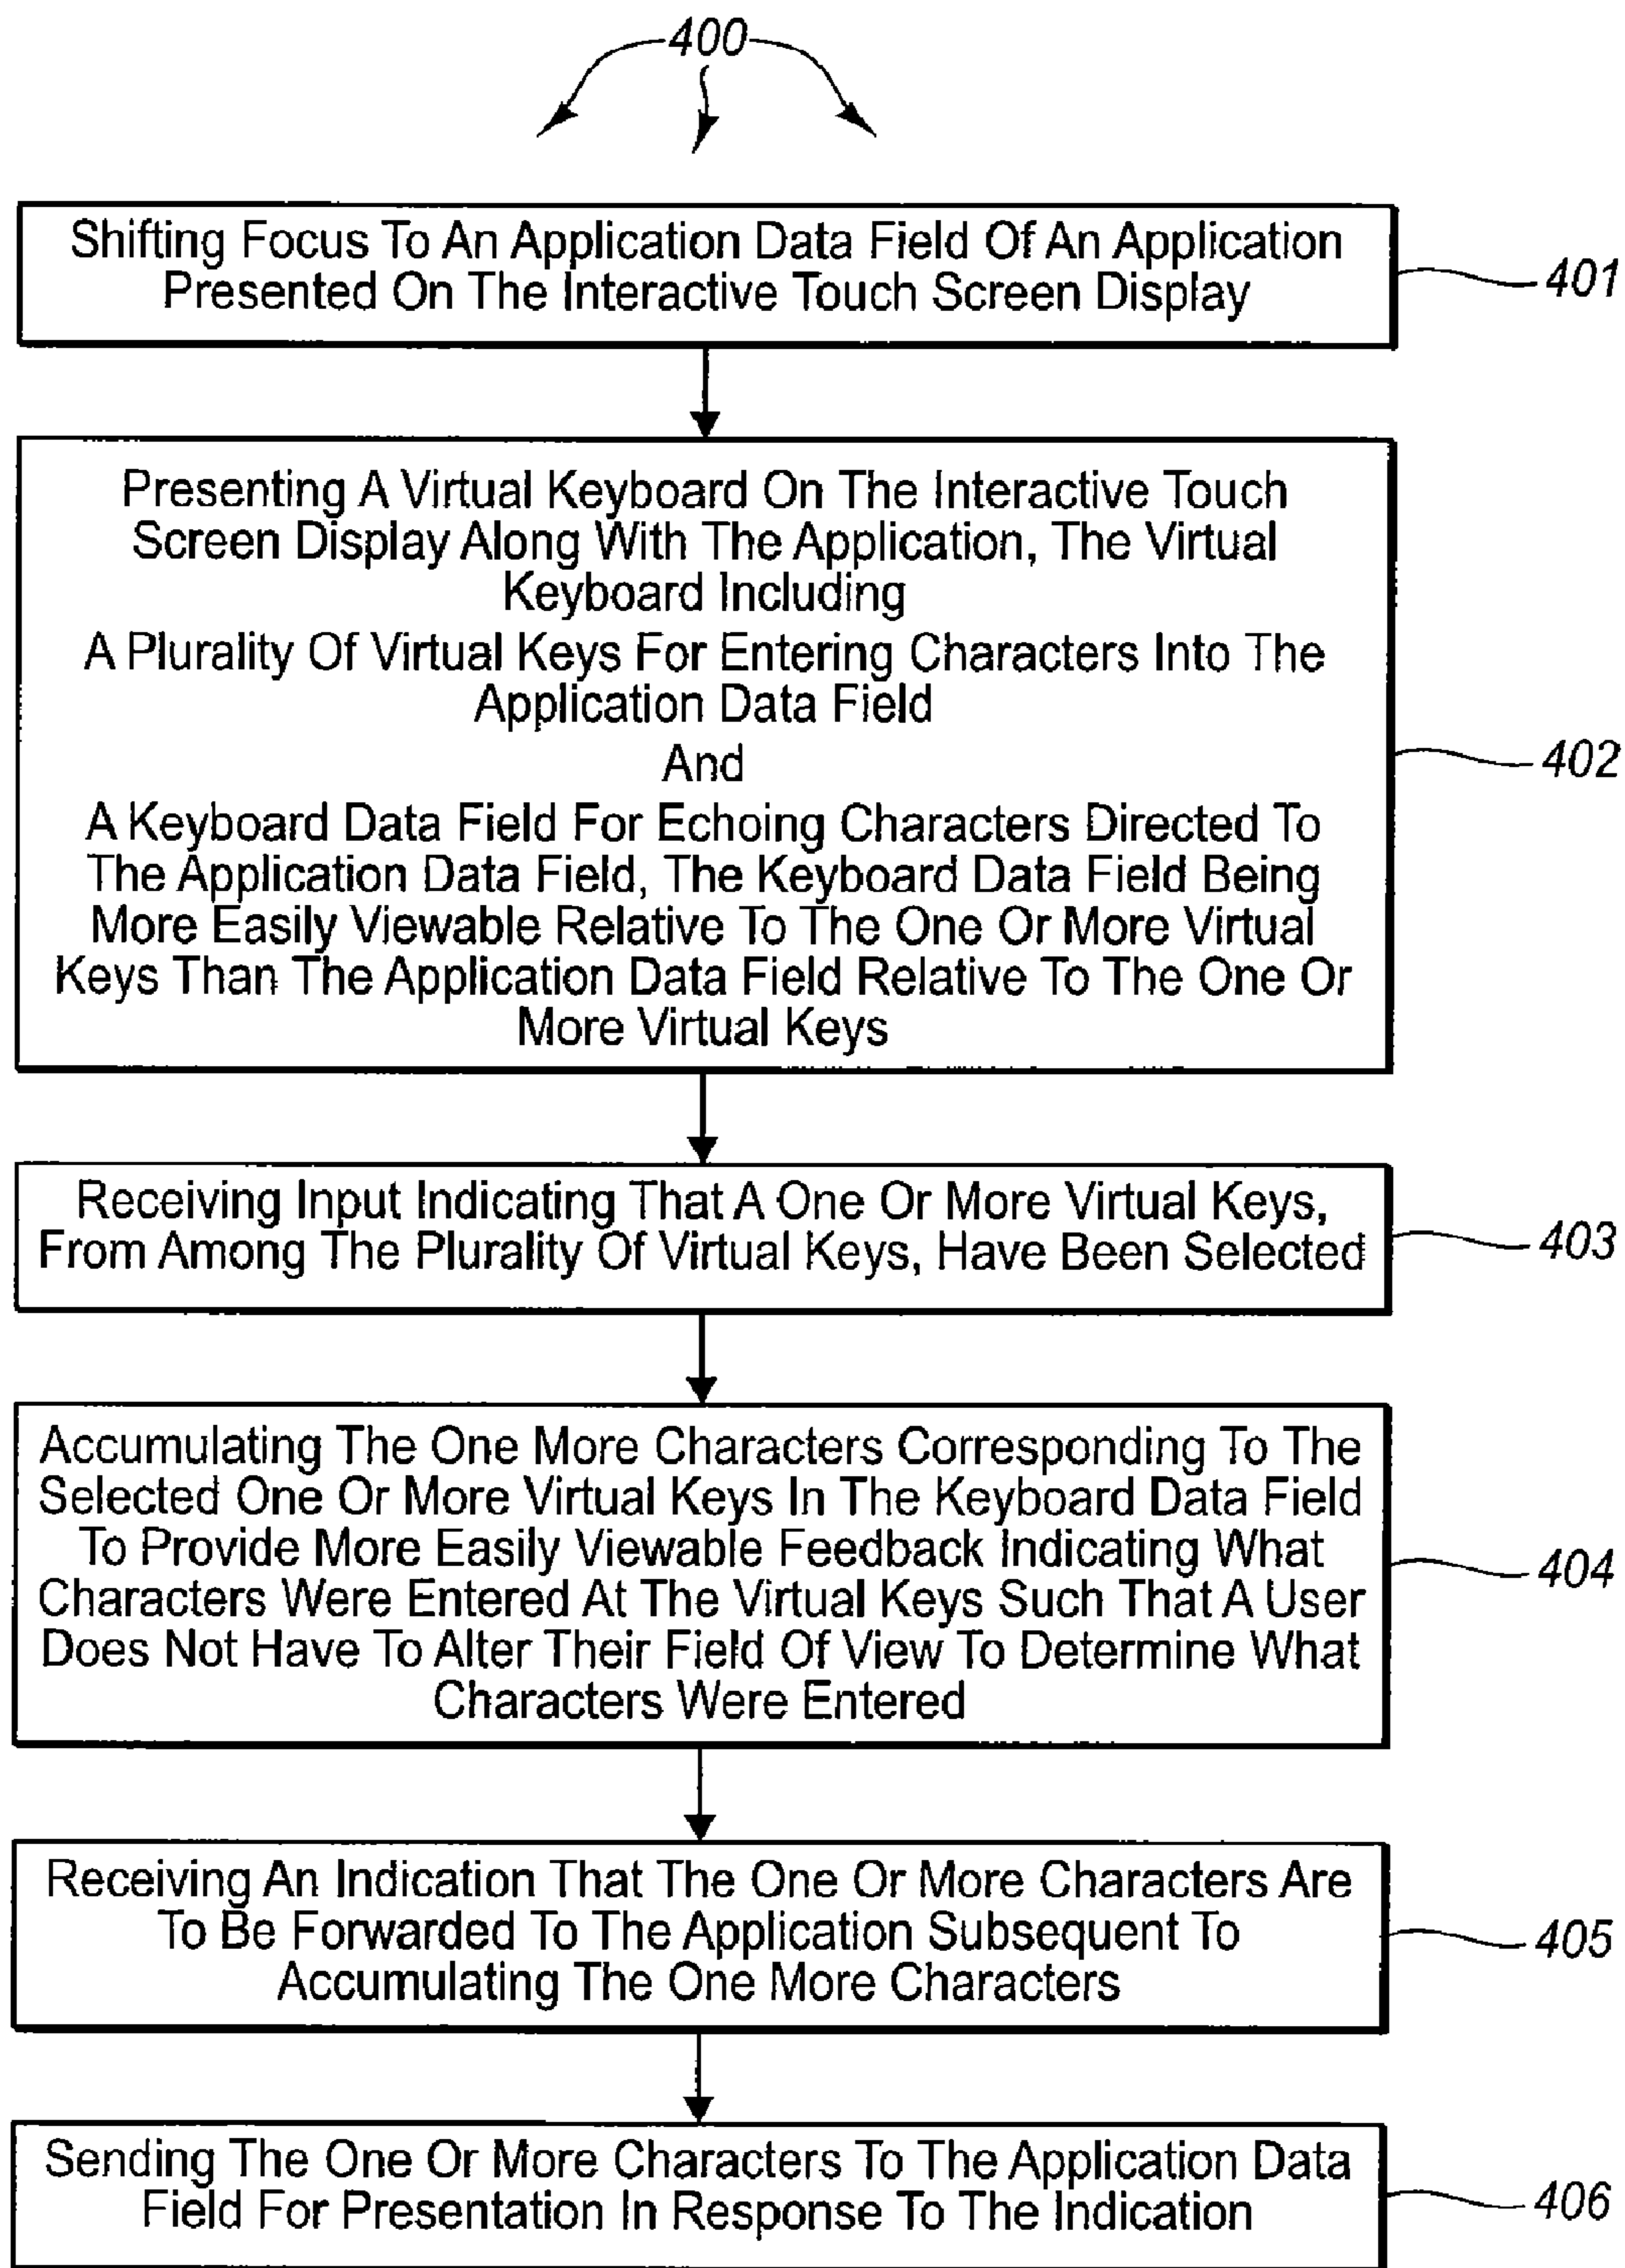 400
Shifting Focus To An Application Data Field Of An Application
Presented On The Interactive Touch Screen Display
401
Presenting A Virtual Keyboard On The Interactive Touch
Screen Display Along With The Application, The Virtual
Keyboard Including
A Plurality Of Virtual Keys For Entering Characters Into The
Application Data Field
And
A Keyboard Data Field For Echoing Characters Directed To
The Application Data Field, The Keyboard Data Field Being
More Easily Viewable Relative To The One Or More Virtual
Keys Than The Application Data Field Relative To The One Or
More Virtual Keys
402
Receiving Input Indicating That A One Or More Virtual Keys,
From Among The Plurality Of Virtual Keys, Have Been Selected
403
Accumulating The One More Characters Corresponding To The
Selected One Or More Virtual Keys In The Keyboard Data Field
To Provide More Easily Viewable Feedback Indicating What
Characters Were Entered At The Virtual Keys Such That A User
Does Not Have To Alter Their Field Of View To Determine What
Characters Were Entered
404
Receiving An Indication That The One Or More Characters Are
To Be Forwarded To The Application Subsequent To
Accumulating The One More Characters
405
Sending The One Or More Characters To The Application Data
Field For Presentation In Response To The Indication
406